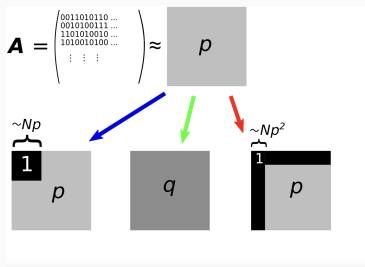 A = ( 0011010110 ...
0010100111 ...
1101010010 ...
1010010100 ...
⋮ ⋮ ⋮ ) ≈ p
~Np
1 p
q
~Np²
1 p